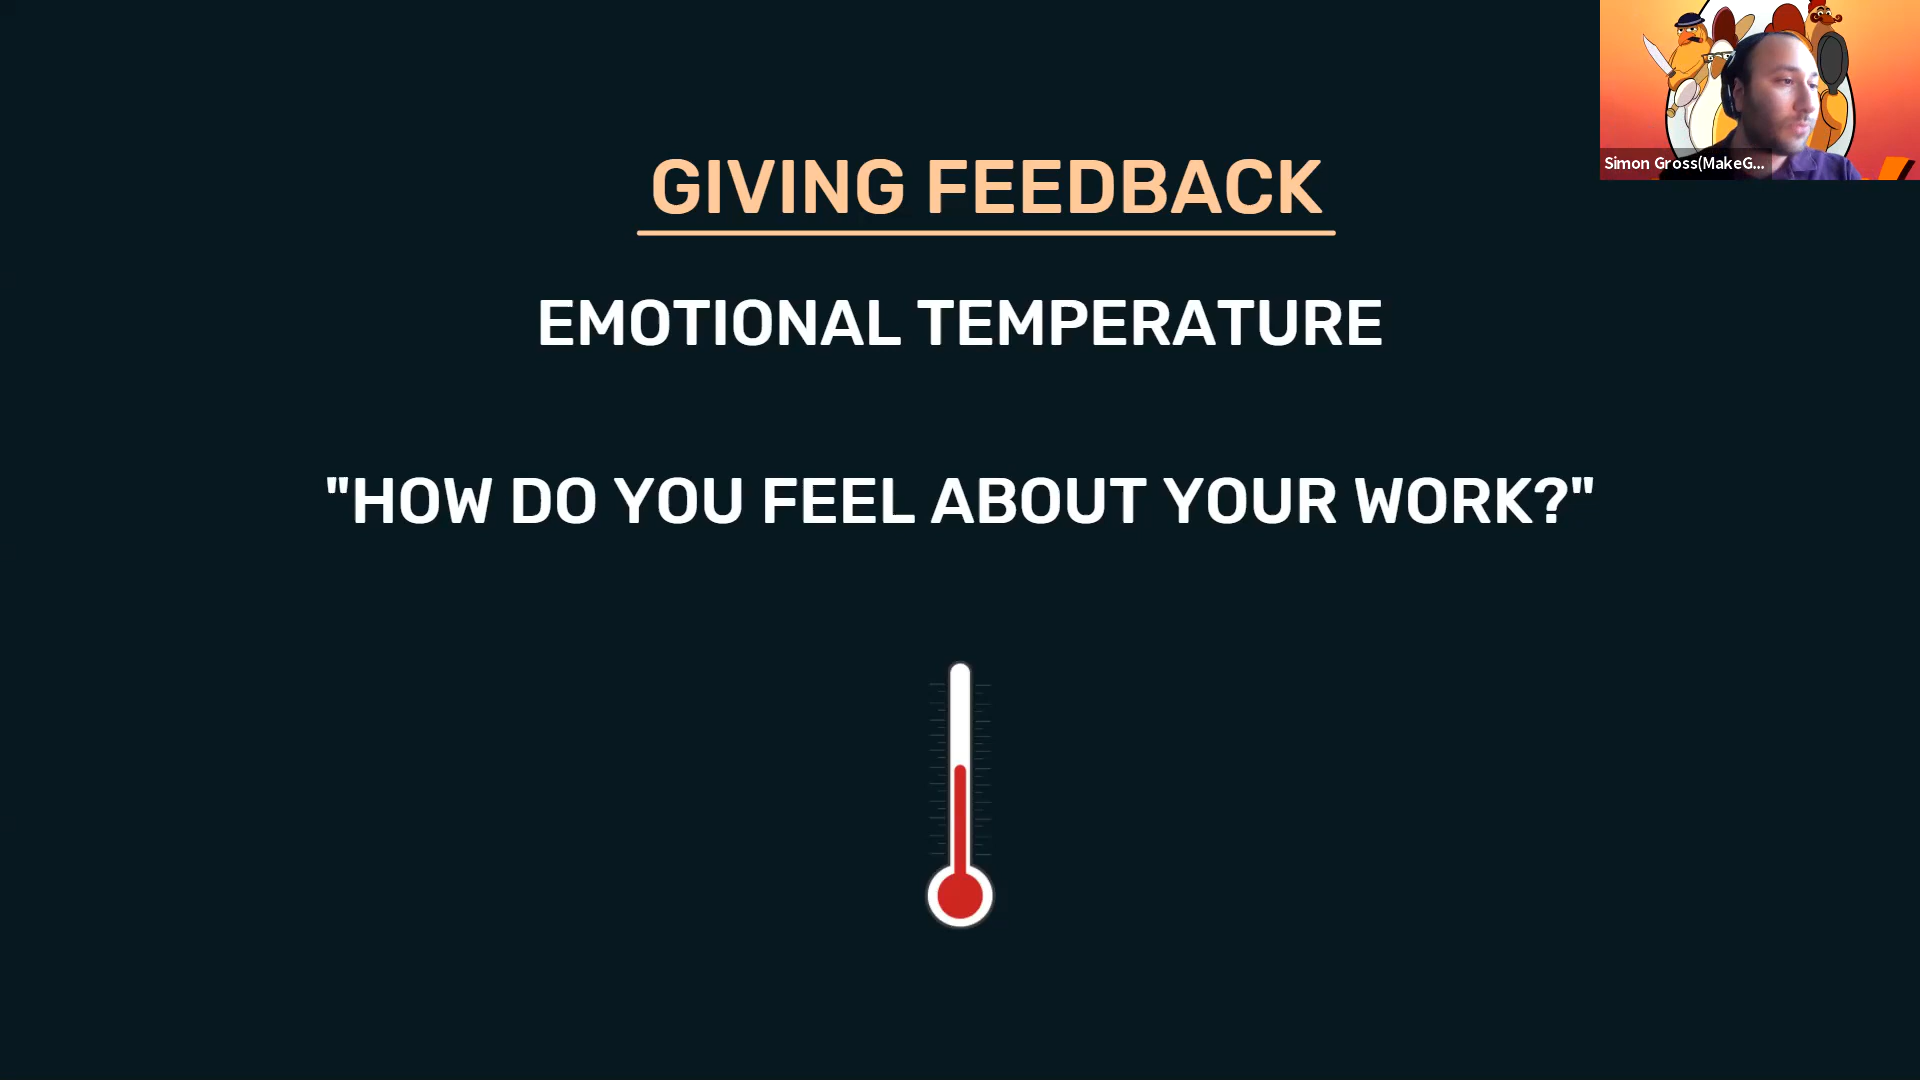 GIVING FEEDBACK
EMOTIONAL TEMPERATURE
"HOW DO YOU FEEL ABOUT YOUR WORK?"
Simon Gross(MakeG...